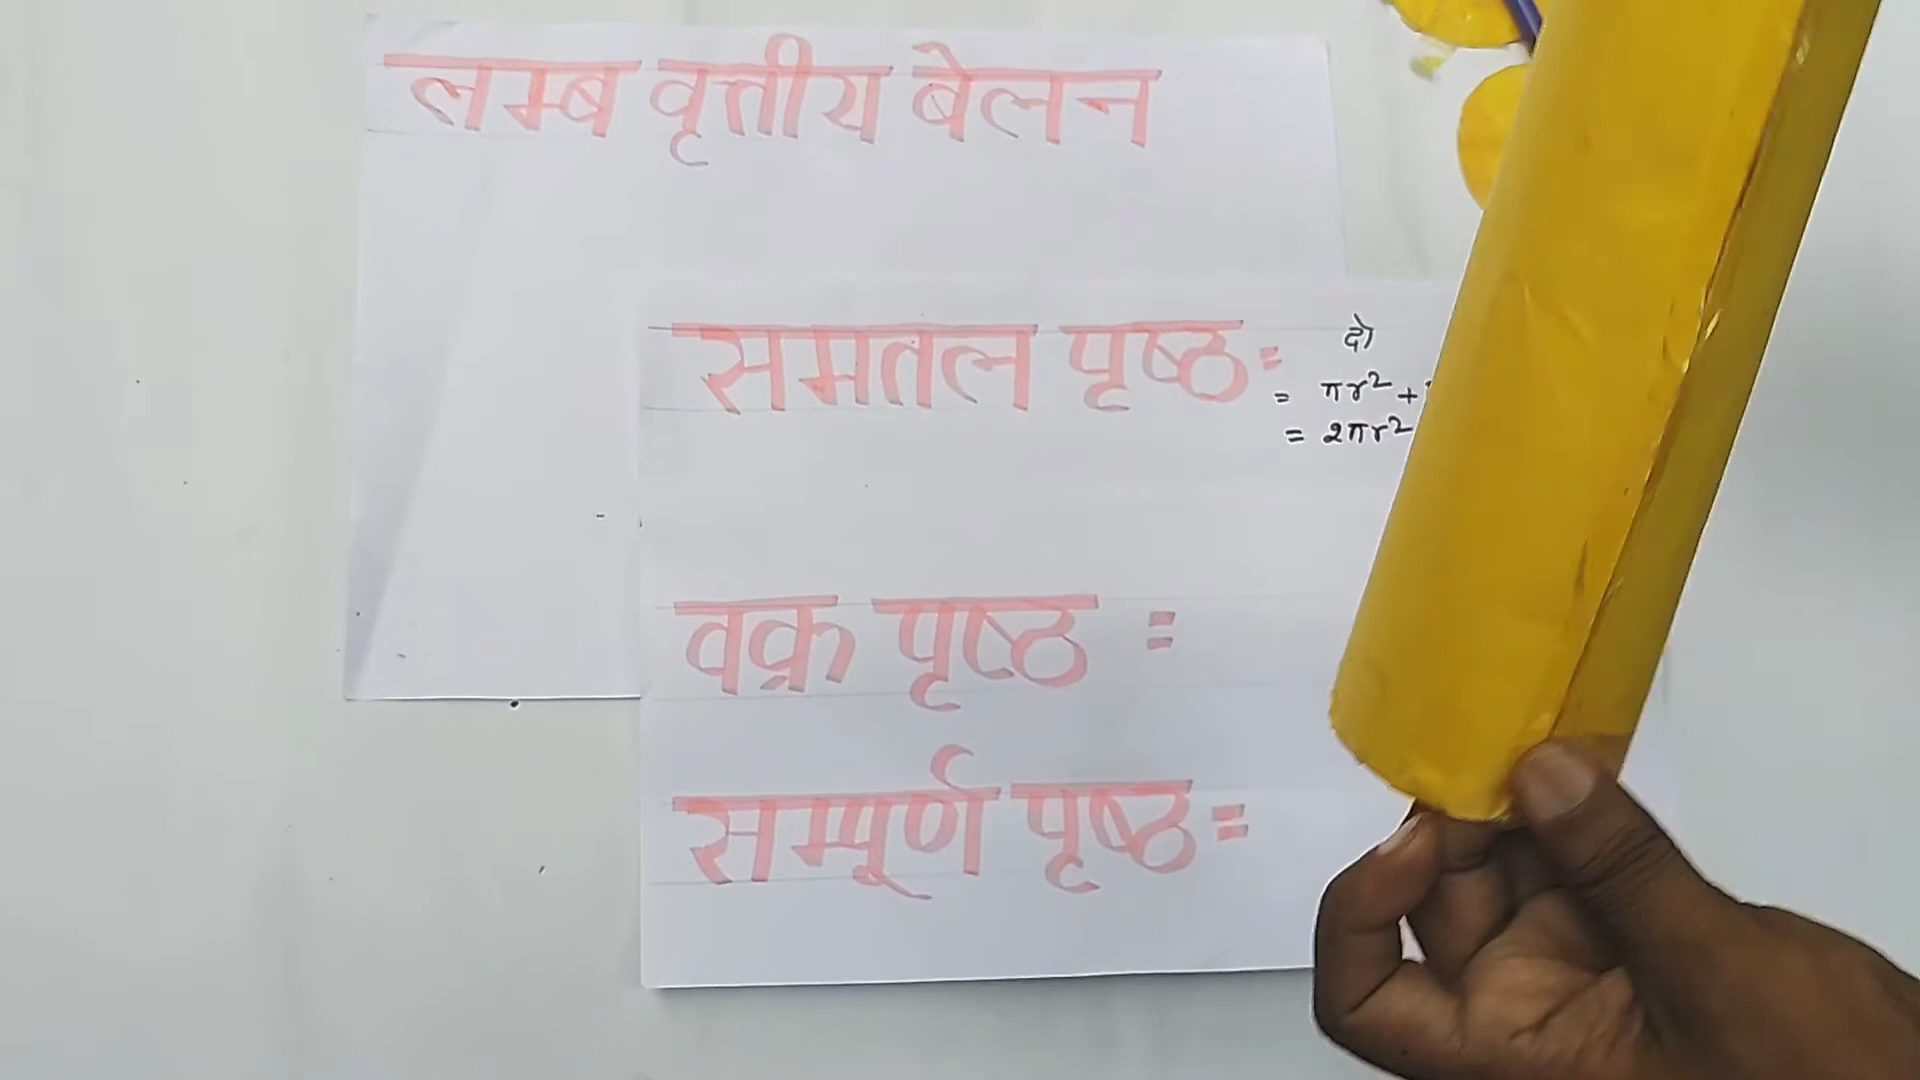 लम्ब वृत्तीय बेलन
समतल पृष्ठ = दो
= πr² +
= 2πr²
वक्र पृष्ठ =
सम्पूर्ण पृष्ठ =